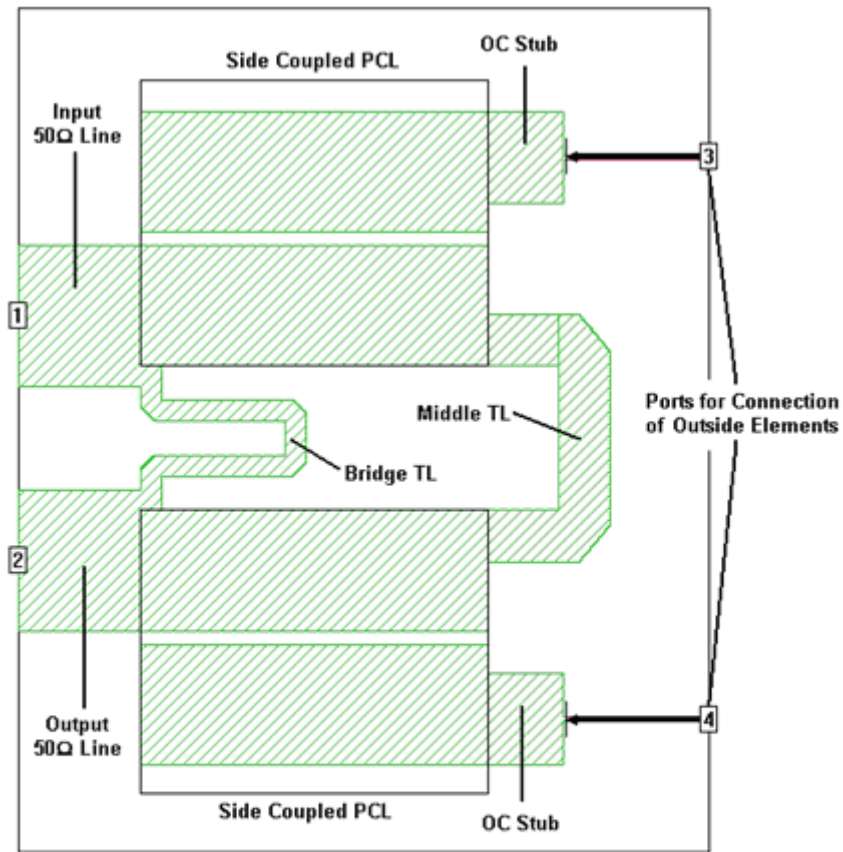 OC Stub
Side Coupled PCL
Input
50Ω Line
3
1
Middle TL
Ports for Connection
of Outside Elements
Bridge TL
2
4
Output
50Ω Line
Side Coupled PCL
OC Stub